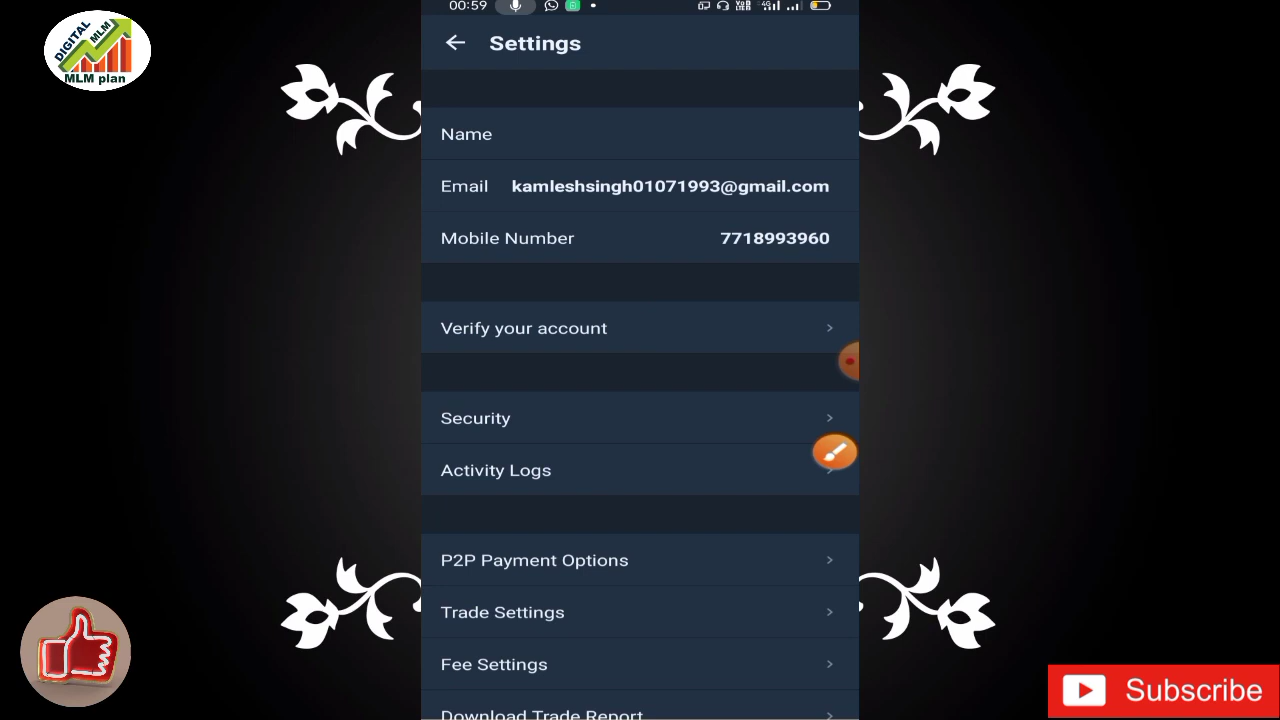 DIGITAL
MLM
MLM plan
00:59
4G
Settings
Name
Email kamleshsingh01071993@gmail.com
Mobile Number 7718993960
Verify your account
Security
Activity Logs
P2P Payment Options
Trade Settings
Fee Settings
Download Trade Report
Subscribe